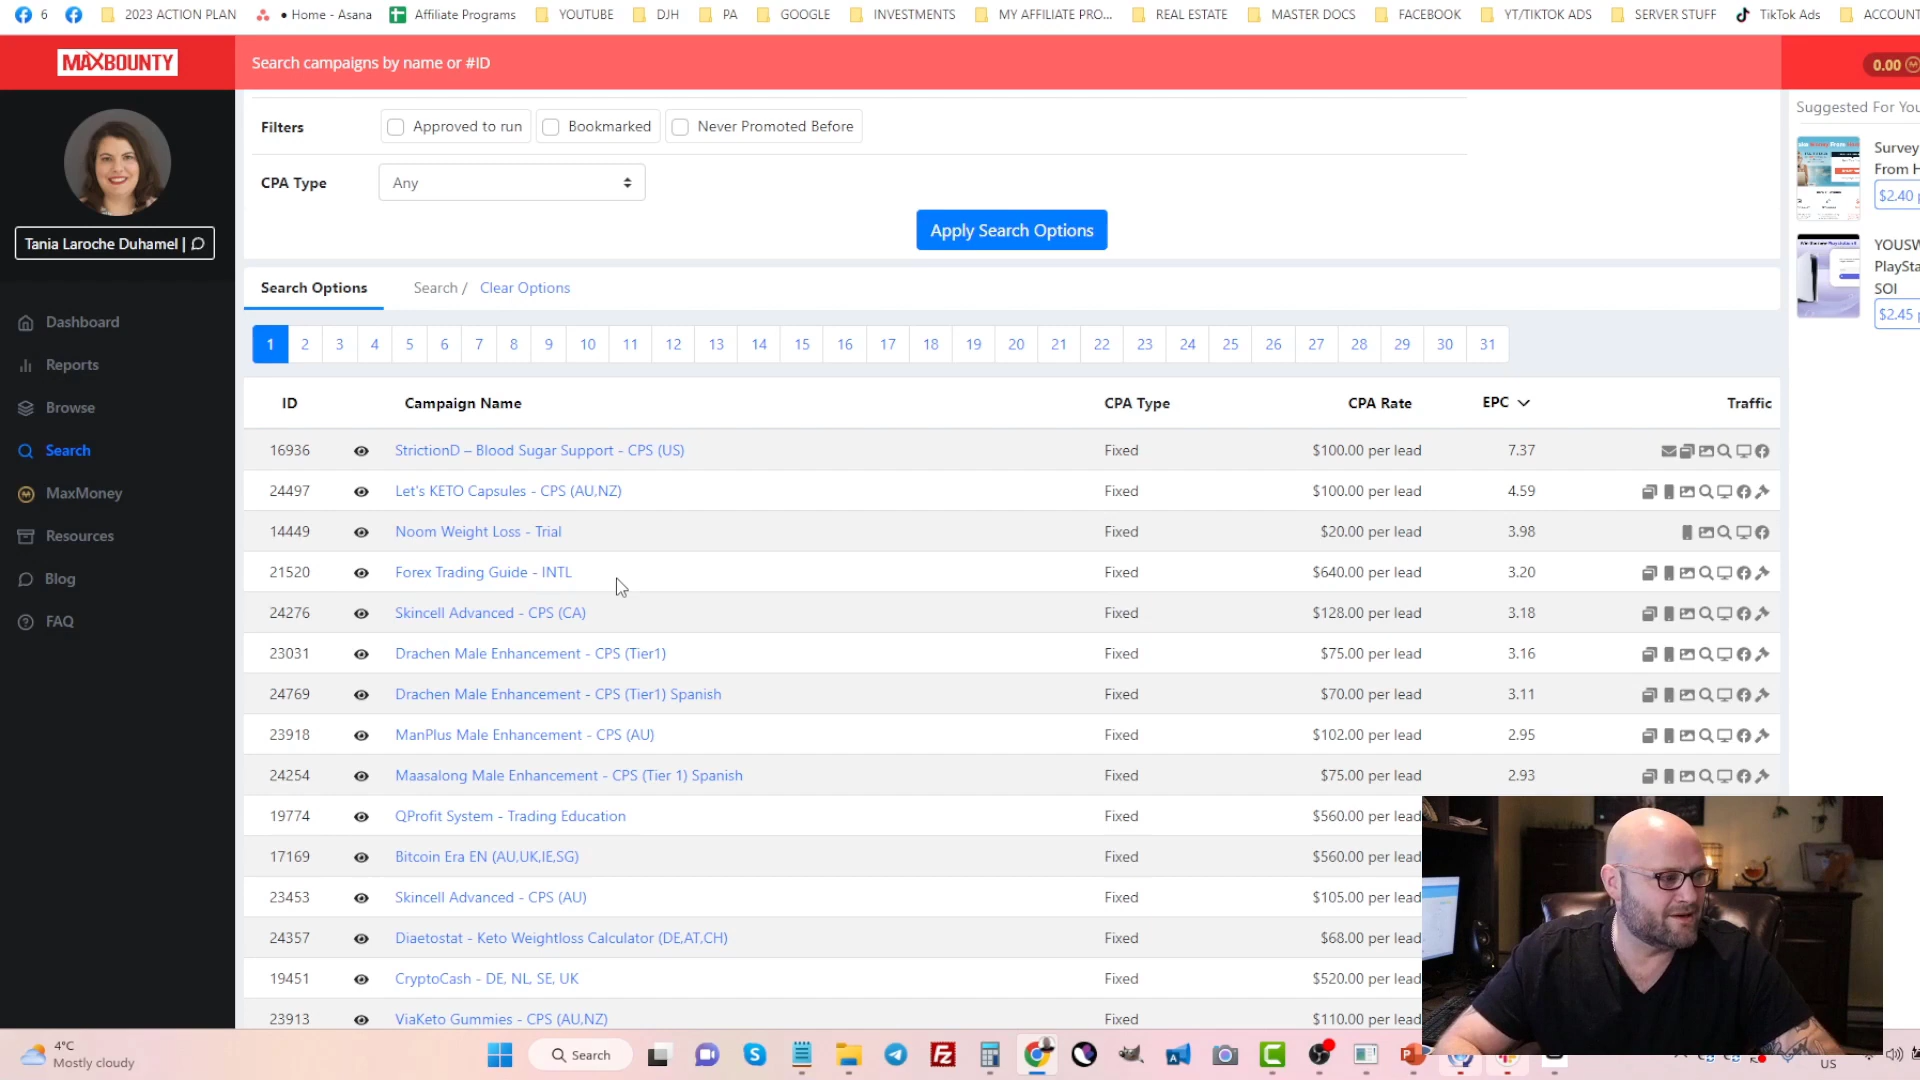 6 2023 ACTION PLAN • Home - Asana Affiliate Programs YOUTUBE DJH PA GOOGLE INVESTMENTS MY AFFILIATE PRO... REAL ESTATE MASTER DOCS FACEBOOK YT/TIKTOK ADS SERVER STUFF TikTok Ads ACCOUNT
MAXBOUNTY
Search campaigns by name or #ID
0.00
Tania Laroche Duhamel |
Dashboard
Reports
Browse
Search
MaxMoney
Resources
Blog
FAQ
Filters Approved to run Bookmarked Never Promoted Before
CPA Type Any
Apply Search Options
Search Options Search / Clear Options
1 2 3 4 5 6 7 8 9 10 11 12 13 14 15 16 17 18 19 20 21 22 23 24 25 26 27 28 29 30 31
ID Campaign Name CPA Type CPA Rate EPC Traffic
16936 StrictionD – Blood Sugar Support - CPS (US) Fixed $100.00 per lead 7.37
24497 Let's KETO Capsules - CPS (AU,NZ) Fixed $100.00 per lead 4.59
14449 Noom Weight Loss - Trial Fixed $20.00 per lead 3.98
21520 Forex Trading Guide - INTL Fixed $640.00 per lead 3.20
24276 Skincell Advanced - CPS (CA) Fixed $128.00 per lead 3.18
23031 Drachen Male Enhancement - CPS (Tier1) Fixed $75.00 per lead 3.16
24769 Drachen Male Enhancement - CPS (Tier1) Spanish Fixed $70.00 per lead 3.11
23918 ManPlus Male Enhancement - CPS (AU) Fixed $102.00 per lead 2.95
24254 Maasalong Male Enhancement - CPS (Tier 1) Spanish Fixed $75.00 per lead 2.93
19774 QProfit System - Trading Education Fixed $560.00 per lead
17169 Bitcoin Era EN (AU,UK,IE,SG) Fixed $560.00 per lead
23453 Skincell Advanced - CPS (AU) Fixed $105.00 per lead
24357 Diaetostat - Keto Weightloss Calculator (DE,AT,CH) Fixed $68.00 per lead
19451 CryptoCash - DE, NL, SE, UK Fixed $520.00 per lead
23913 ViaKeto Gummies - CPS (AU,NZ) Fixed $110.00 per lead
Suggested For You
Survey
From H
$2.40 p
YOUSW
PlaySta
SOI
$2.45 p
4°C
Mostly cloudy
Search
US